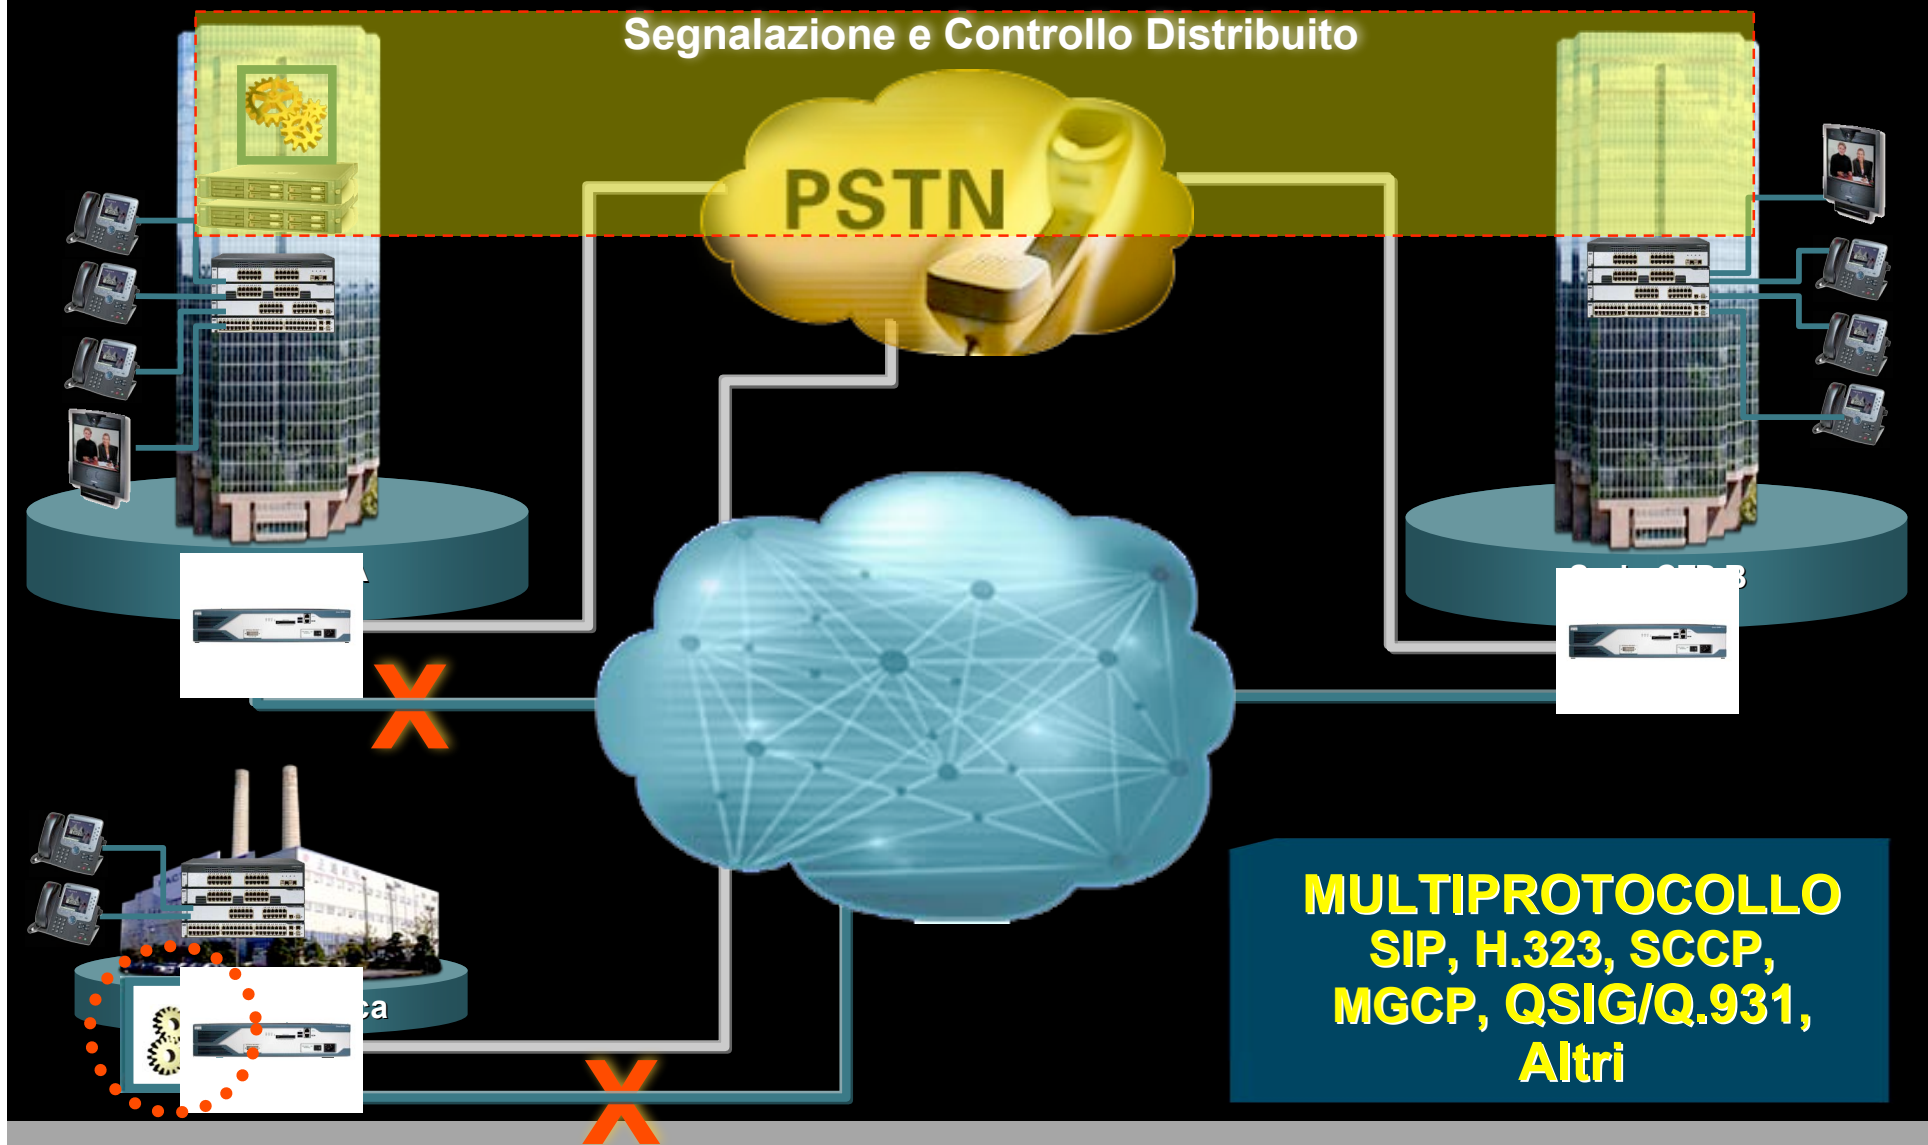 Segnalazione e Controllo Distribuito
PSTN
X
X
MULTIPROTOCOLLO
SIP, H.323, SCCP,
MGCP, QSIG/Q.931,
Altri